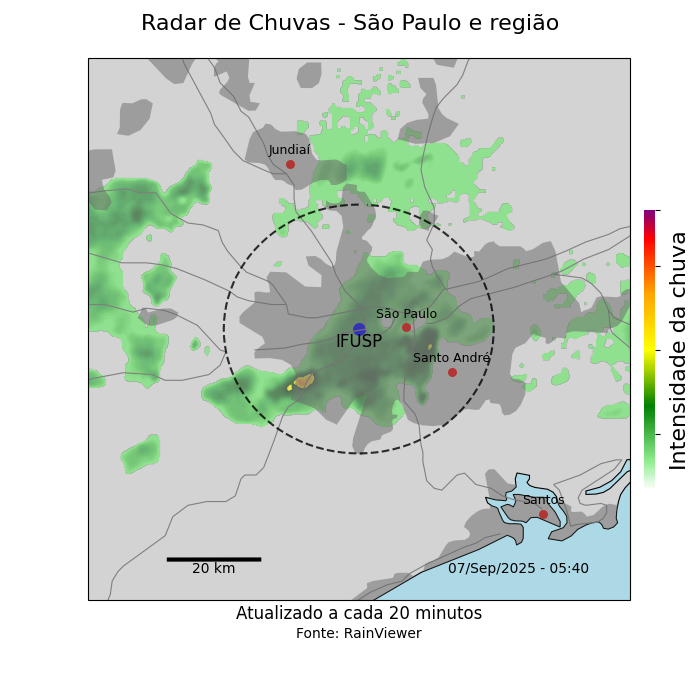 Radar de Chuvas - São Paulo e região
Jundiaí
São Paulo
IFUSP
Santo André
Santos
20 km
07/Sep/2025 - 05:40
Intensidade da chuva
Atualizado a cada 20 minutos
Fonte: RainViewer